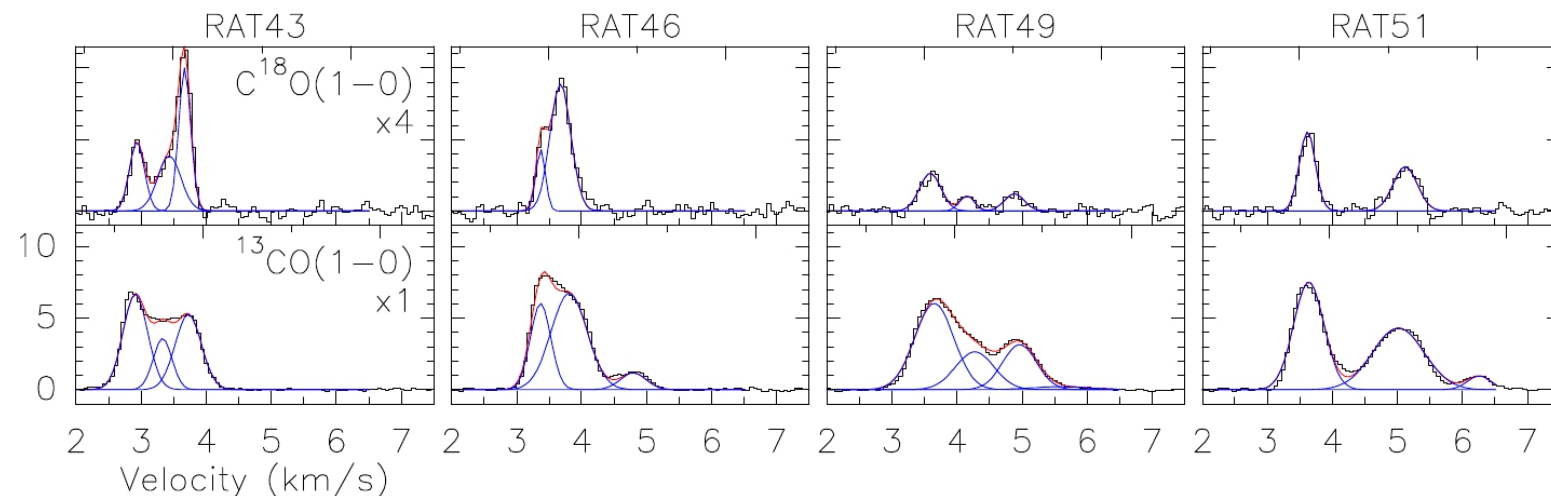 RAT43 RAT46 RAT49 RAT51
C¹⁸O(1−0)
x4
¹³CO(1−0)
x1
10
5
0
2 3 4 5 6 7 2 3 4 5 6 7 2 3 4 5 6 7 2 3 4 5 6 7
Velocity (km/s)